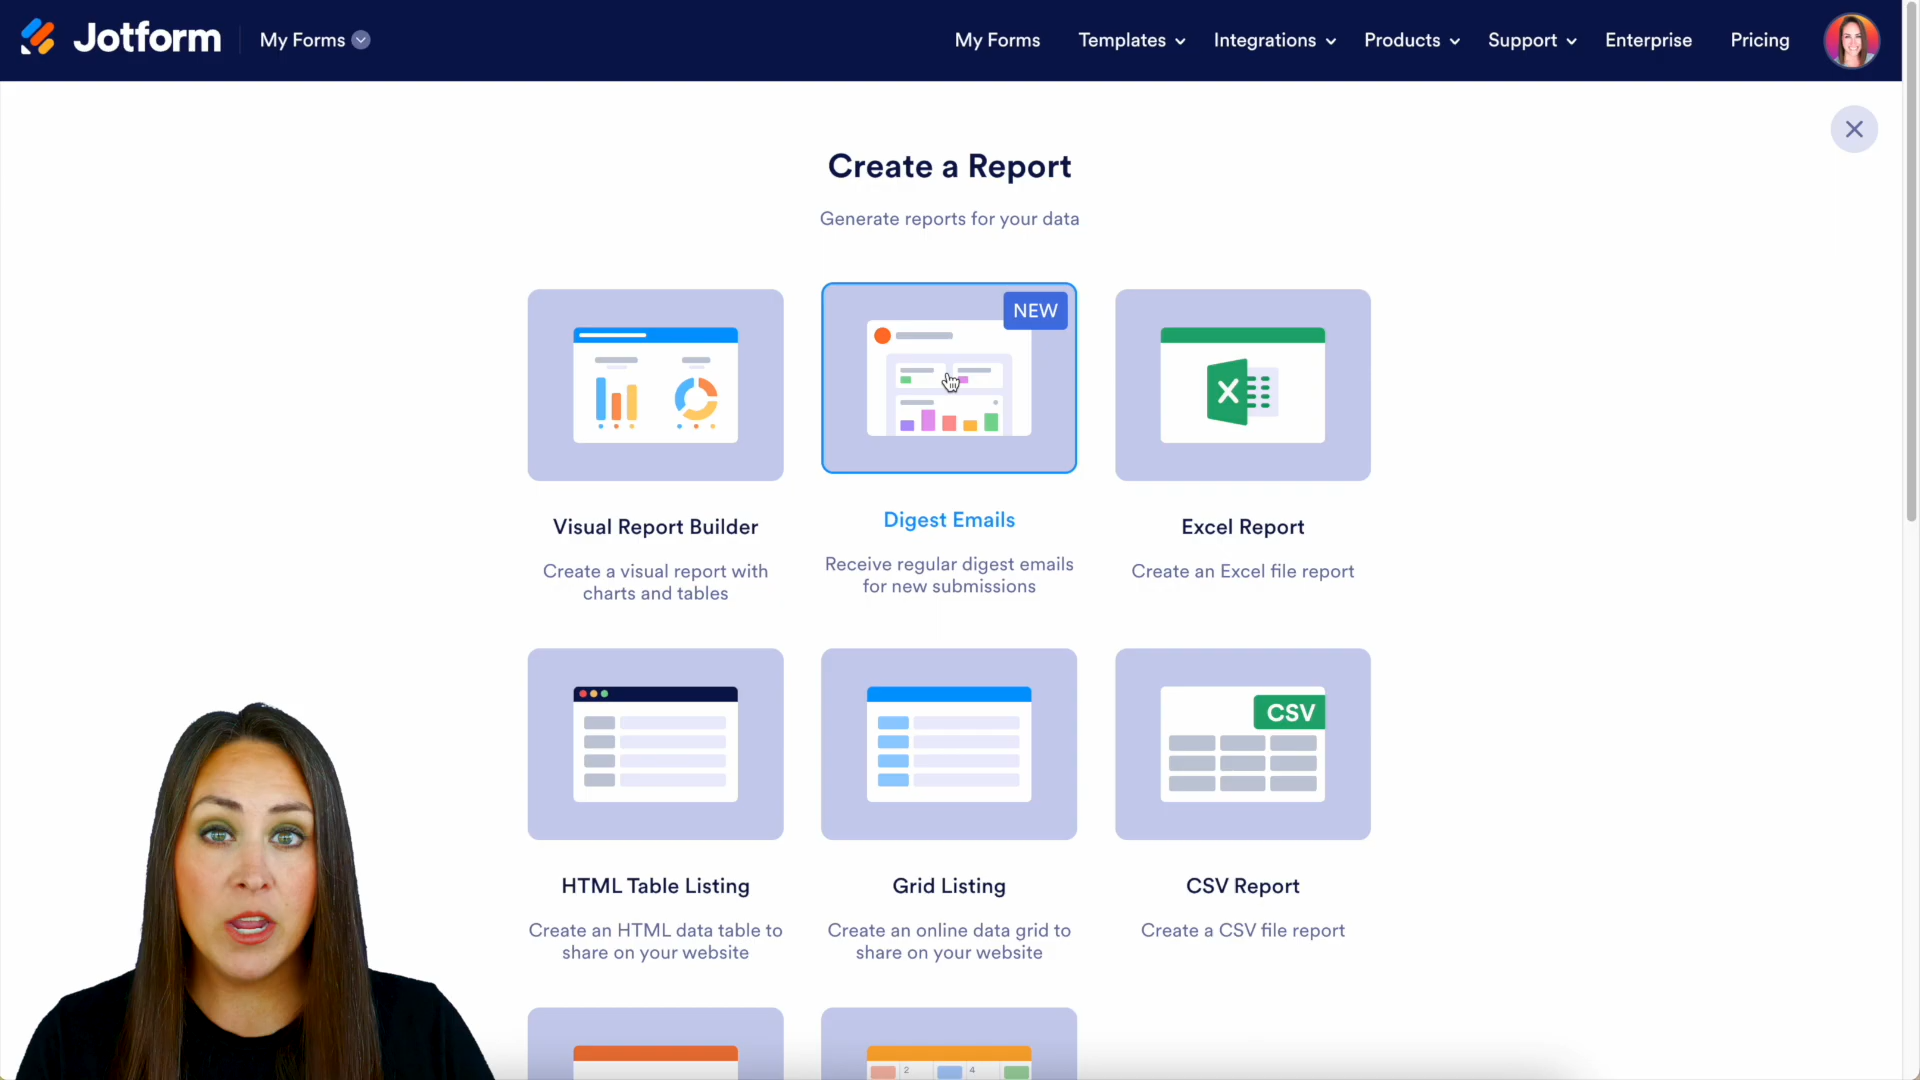 Jotform
My Forms
My Forms
Templates
Integrations
Products
Support
Enterprise
Pricing
Create a Report
Generate reports for your data
NEW
X
Visual Report Builder
Create a visual report with
charts and tables
Digest Emails
Receive regular digest emails
for new submissions
Excel Report
Create an Excel file report
CSV
HTML Table Listing
Create an HTML data table to
share on your website
Grid Listing
Create an online data grid to
share on your website
CSV Report
Create a CSV file report
2
4